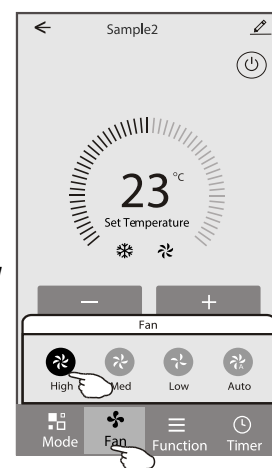 Sample2
23°C
Set Temperature
Fan
High Med Low Auto
Mode Fan Function Timer